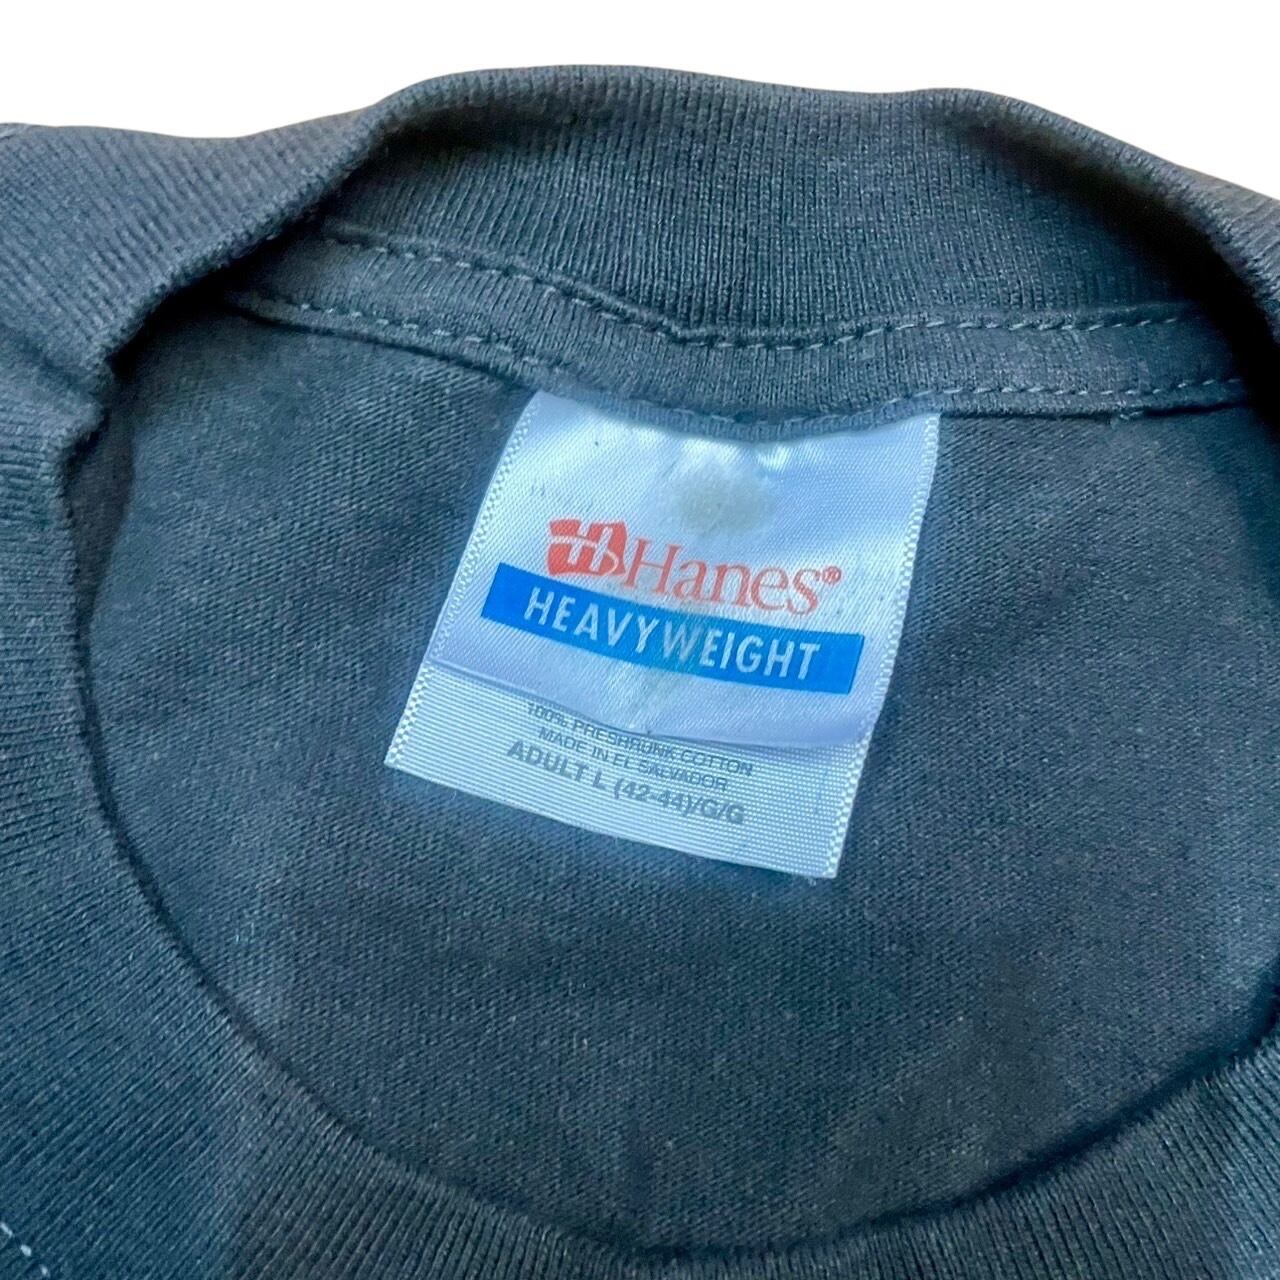 Hanes®
HEAVYWEIGHT
100% PRESHRUNK COTTON
MADE IN EL SALVADOR
ADULT L (42-44)/G/G